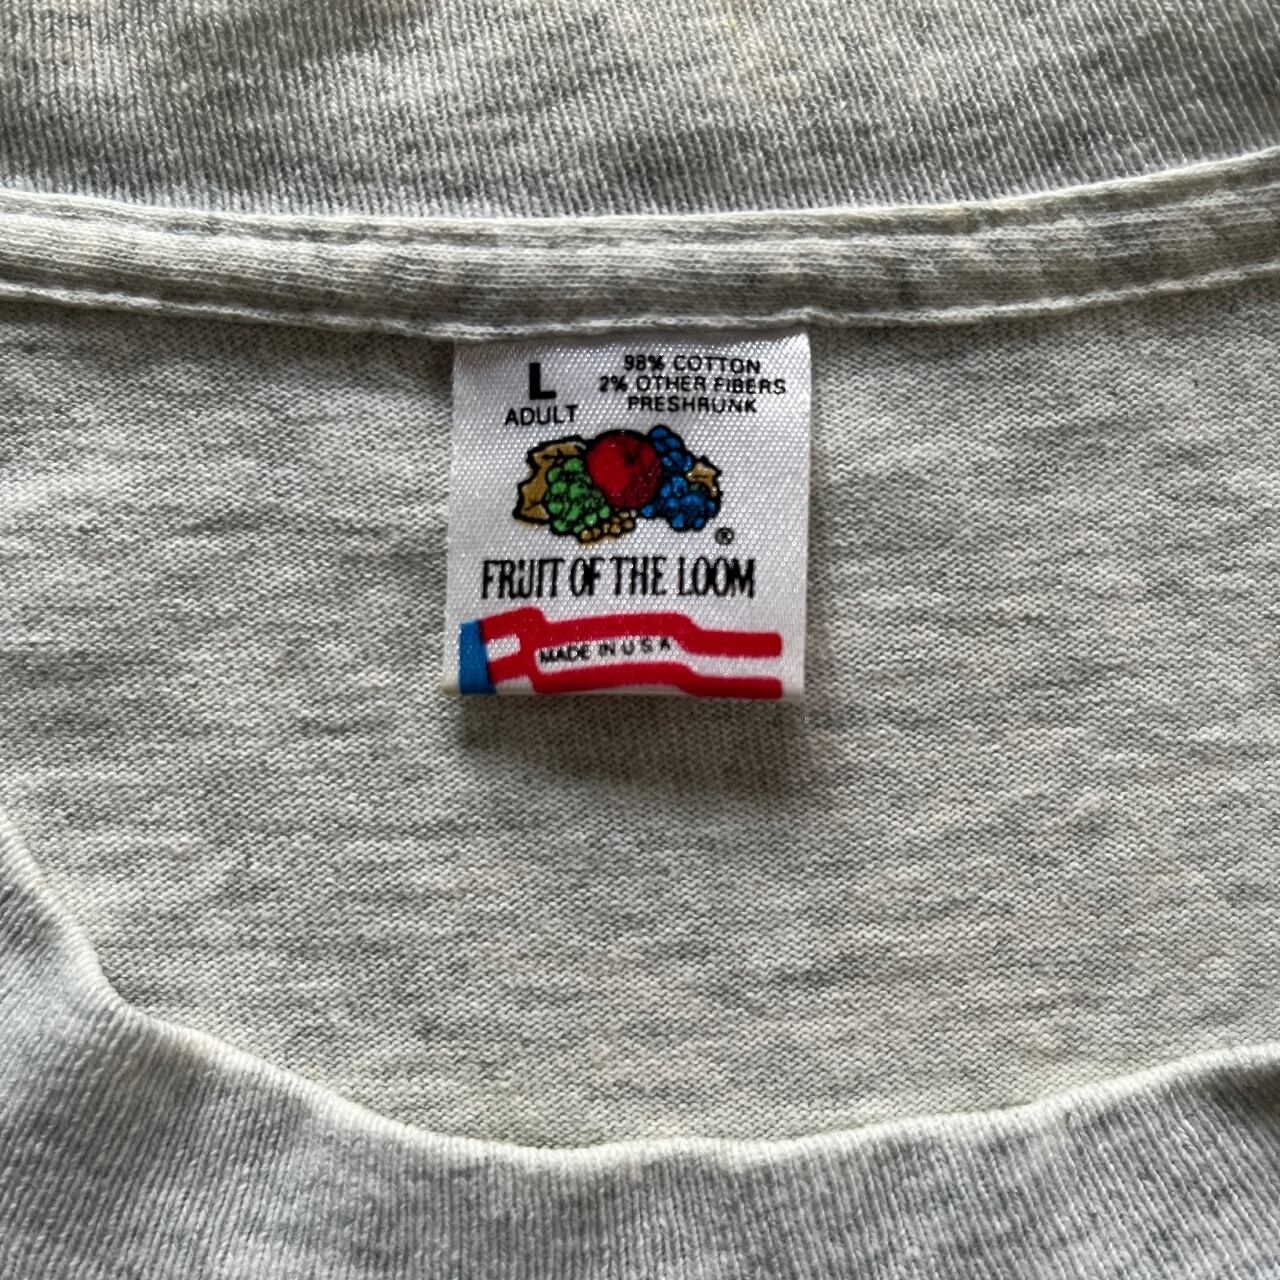 L
ADULT
98% COTTON
2% OTHER FIBERS
PRESHRUNK
®
FRUIT OF THE LOOM
MADE IN U S A